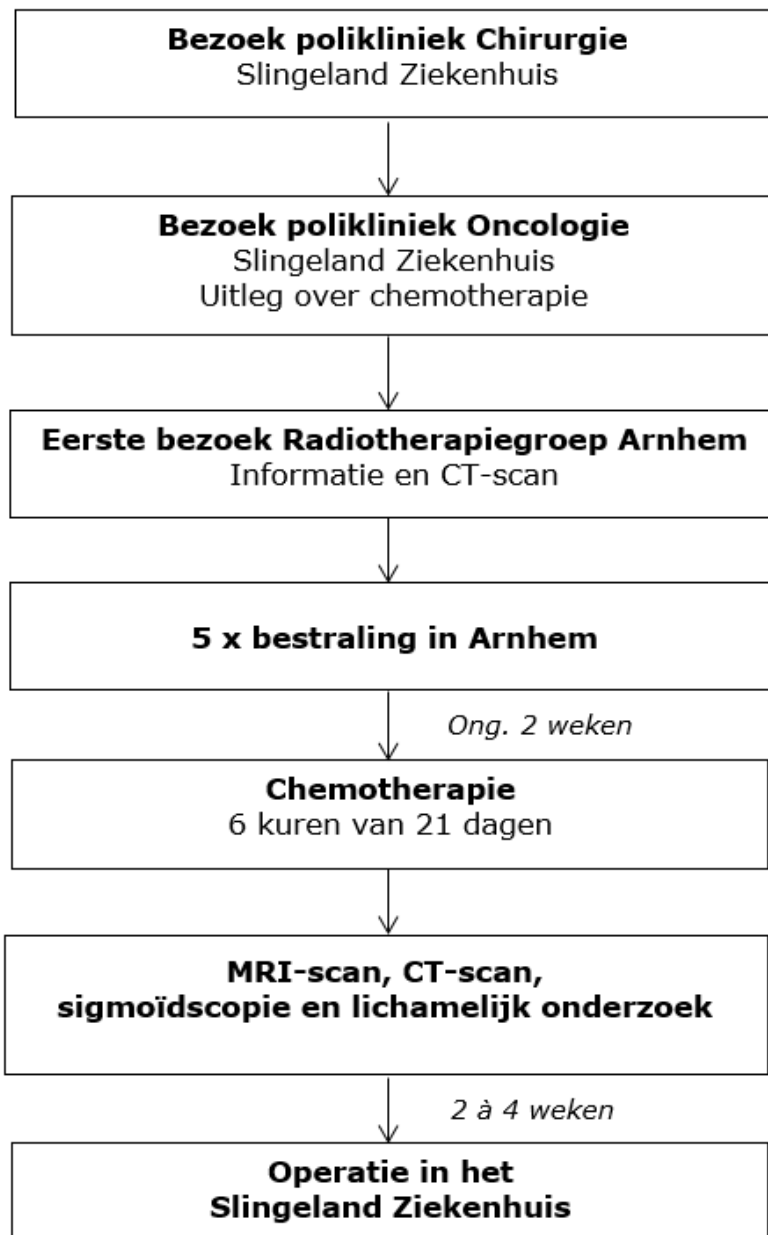 Bezoek polikliniek Chirurgie
Slingeland Ziekenhuis
Bezoek polikliniek Oncologie
Slingeland Ziekenhuis
Uitleg over chemotherapie
Eerste bezoek Radiotherapiegroep Arnhem
Informatie en CT-scan
5 x bestraling in Arnhem
Ong. 2 weken
Chemotherapie
6 kuren van 21 dagen
MRI-scan, CT-scan,
sigmoïdscopie en lichamelijk onderzoek
2 à 4 weken
Operatie in het
Slingeland Ziekenhuis